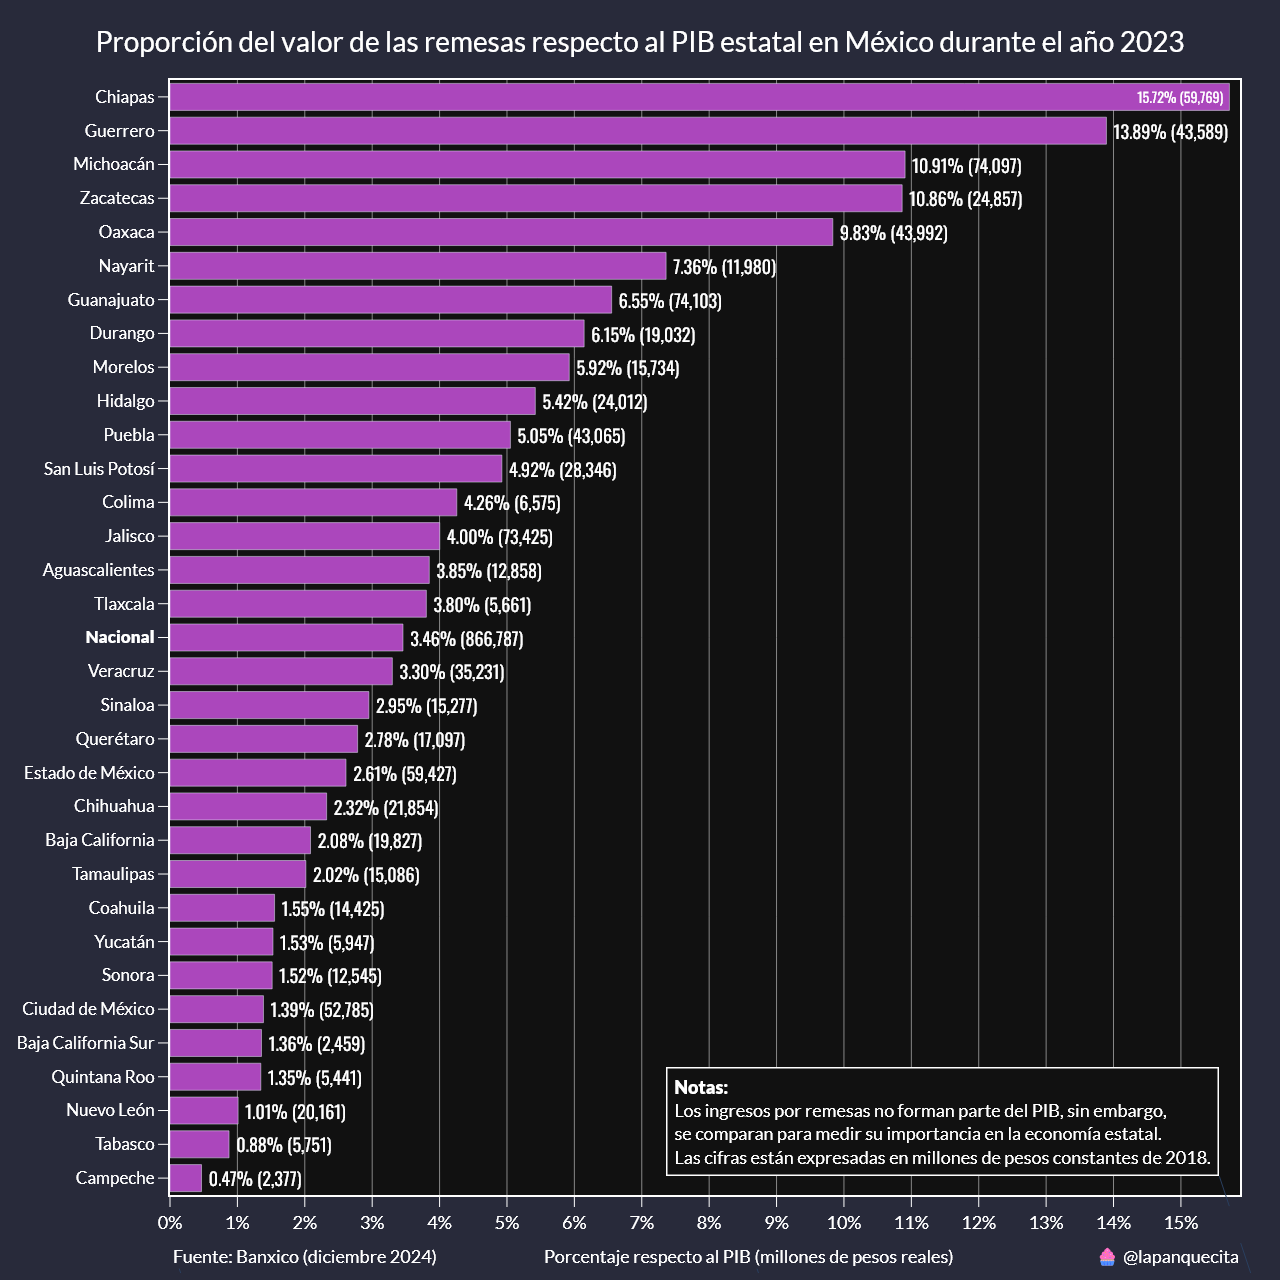 Proporción del valor de las remesas respecto al PIB estatal en México durante el año 2023
Chiapas 15.72% (59,769)
Guerrero 13.89% (43,589)
Michoacán 10.91% (74,097)
Zacatecas 10.86% (24,857)
Oaxaca 9.83% (43,992)
Nayarit 7.36% (11,980)
Guanajuato 6.55% (74,103)
Durango 6.15% (19,032)
Morelos 5.92% (15,734)
Hidalgo 5.42% (24,012)
Puebla 5.05% (43,065)
San Luis Potosí 4.92% (28,346)
Colima 4.26% (6,575)
Jalisco 4.00% (73,425)
Aguascalientes 3.85% (12,858)
Tlaxcala 3.80% (5,661)
Nacional 3.46% (866,787)
Veracruz 3.30% (35,231)
Sinaloa 2.95% (15,277)
Querétaro 2.78% (17,097)
Estado de México 2.61% (59,427)
Chihuahua 2.32% (21,854)
Baja California 2.08% (19,827)
Tamaulipas 2.02% (15,086)
Coahuila 1.55% (14,425)
Yucatán 1.53% (5,947)
Sonora 1.52% (12,545)
Ciudad de México 1.39% (52,785)
Baja California Sur 1.36% (2,459)
Quintana Roo 1.35% (5,441)
Nuevo León 1.01% (20,161)
Tabasco 0.88% (5,751)
Campeche 0.47% (2,377)
Notas:
Los ingresos por remesas no forman parte del PIB, sin embargo,
se comparan para medir su importancia en la economía estatal.
Las cifras están expresadas en millones de pesos constantes de 2018.
0% 1% 2% 3% 4% 5% 6% 7% 8% 9% 10% 11% 12% 13% 14% 15%
Fuente: Banxico (diciembre 2024) Porcentaje respecto al PIB (millones de pesos reales) @lapanquecita